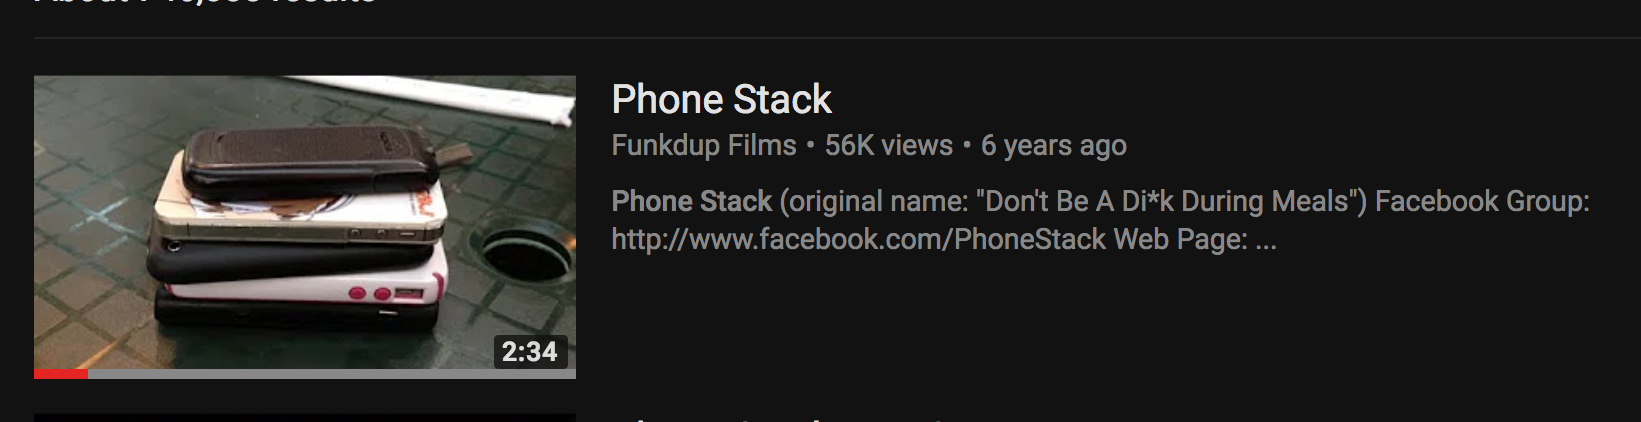 Phone Stack
Funkdup Films • 56K views • 6 years ago
Phone Stack (original name: "Don't Be A Di*k During Meals") Facebook Group:
http://www.facebook.com/PhoneStack Web Page: ...
2:34